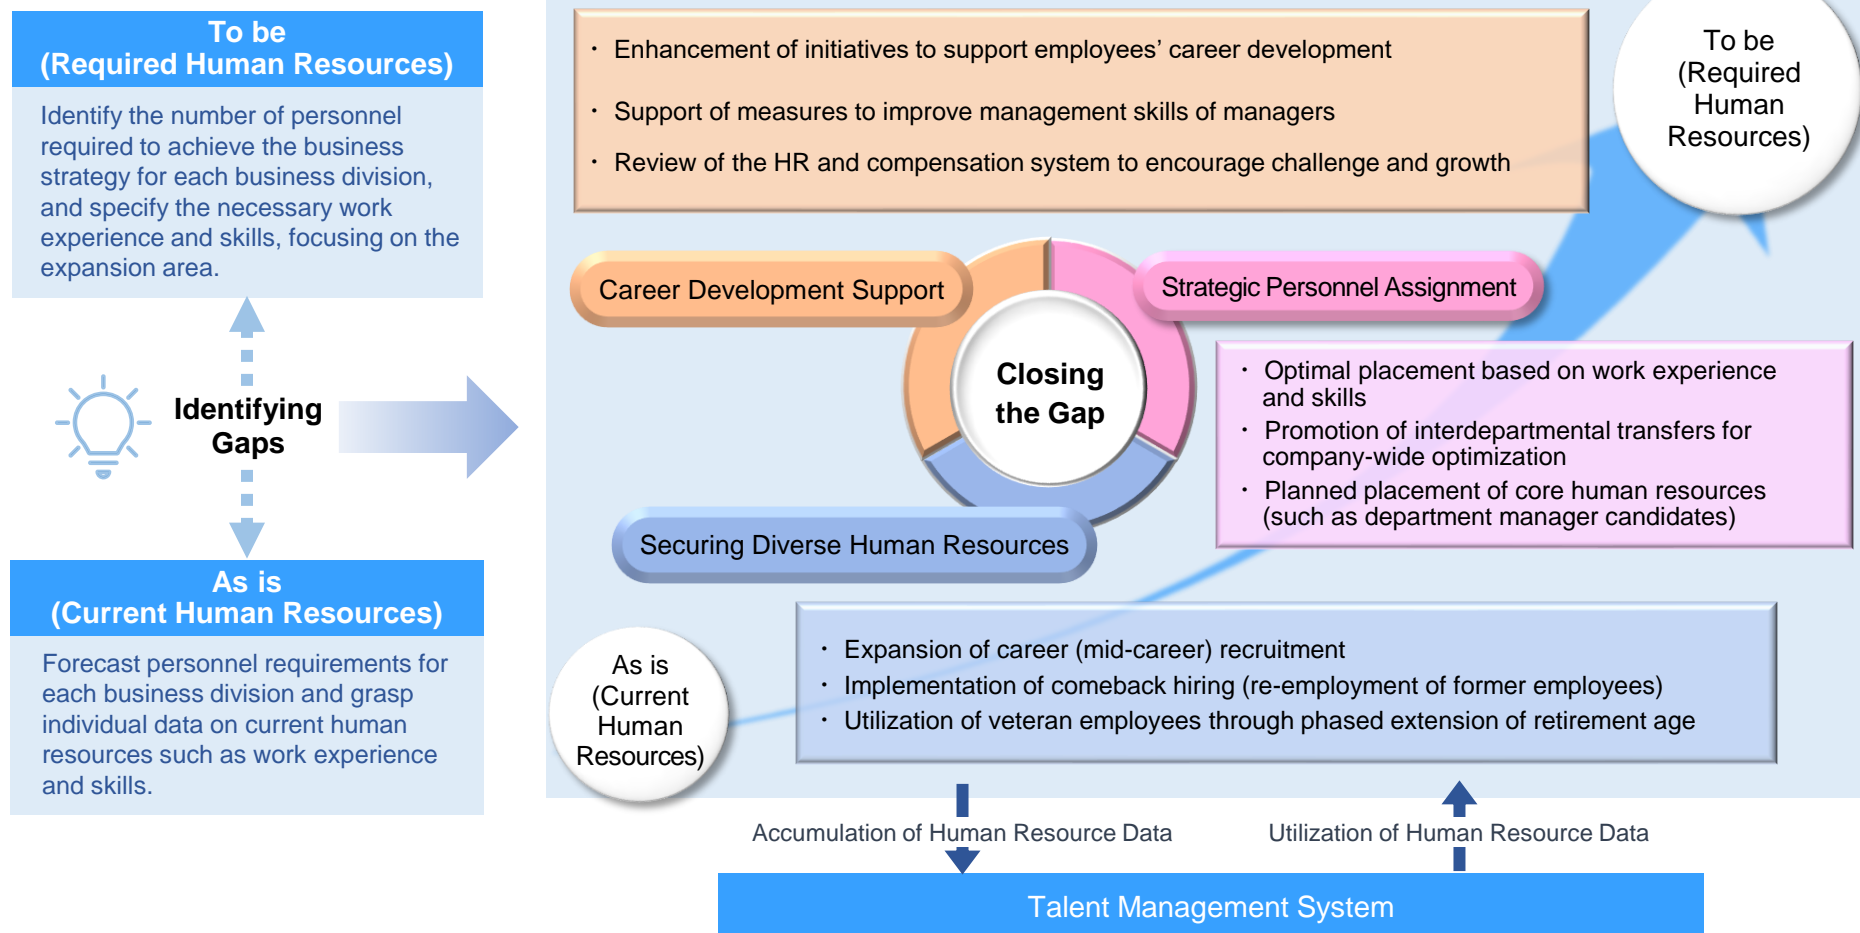 To be
(Required Human Resources)
Identify the number of personnel
required to achieve the business
strategy for each business division,
and specify the necessary work
experience and skills, focusing on the
expansion area.
Identifying
Gaps
As is
(Current Human Resources)
Forecast personnel requirements for
each business division and grasp
individual data on current human
resources such as work experience
and skills.
・ Enhancement of initiatives to support employees’ career development
・ Support of measures to improve management skills of managers
・ Review of the HR and compensation system to encourage challenge and growth
To be
(Required
Human
Resources)
Career Development Support
Strategic Personnel Assignment
Closing
the Gap
・ Optimal placement based on work experience
and skills
・ Promotion of interdepartmental transfers for
company-wide optimization
・ Planned placement of core human resources
(such as department manager candidates)
Securing Diverse Human Resources
As is
(Current
Human
Resources)
・ Expansion of career (mid-career) recruitment
・ Implementation of comeback hiring (re-employment of former employees)
・ Utilization of veteran employees through phased extension of retirement age
Accumulation of Human Resource Data
Utilization of Human Resource Data
Talent Management System